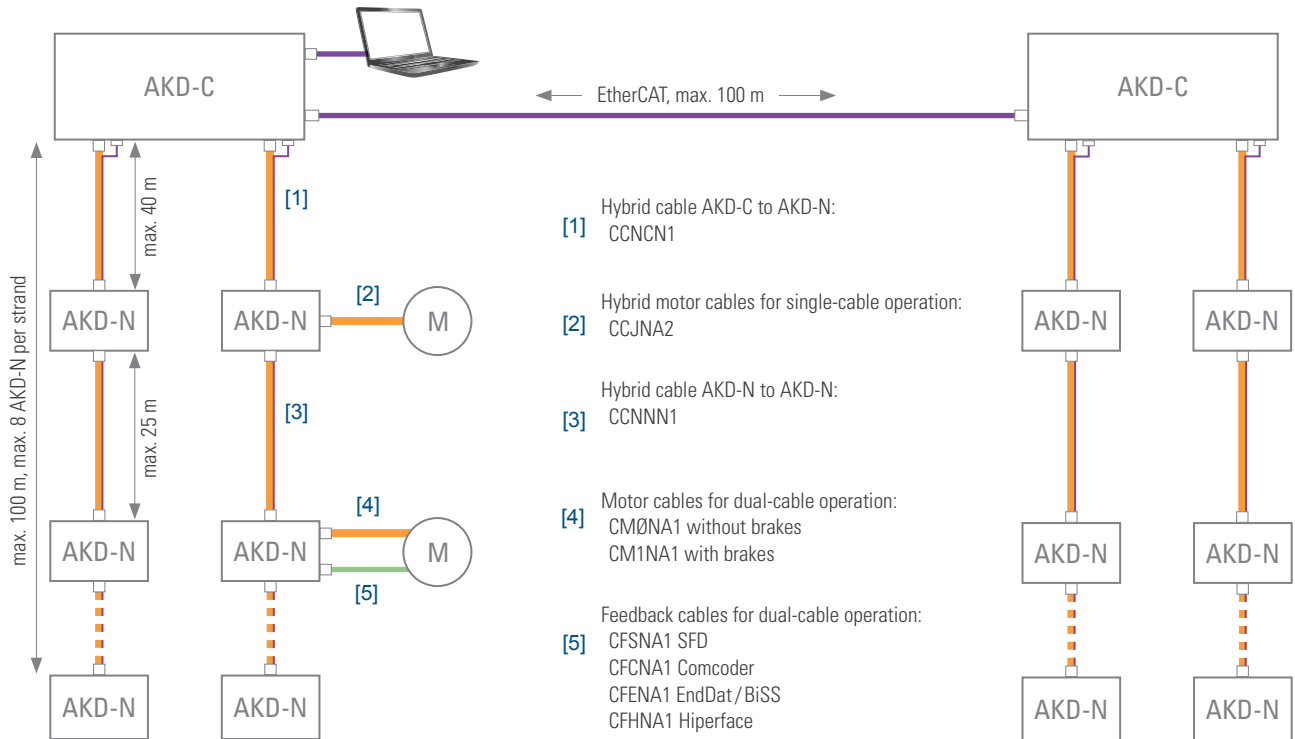 AKD-C
EtherCAT, max. 100 m
AKD-C
max. 100 m, max. 8 AKD-N per strand
max. 40 m
[1]
[1] Hybrid cable AKD-C to AKD-N:
CCNCN1
AKD-N
AKD-N
[2]
M
[2] Hybrid motor cables for single-cable operation:
CCJNA2
AKD-N
AKD-N
max. 25 m
[3]
[3] Hybrid cable AKD-N to AKD-N:
CCNNN1
AKD-N
AKD-N
[4]
M
[5]
[4] Motor cables for dual-cable operation:
CMØNA1 without brakes
CM1NA1 with brakes
AKD-N
AKD-N
[5] Feedback cables for dual-cable operation:
CFSNA1 SFD
CFCNA1 Comcoder
CFENA1 EndDat/BiSS
CFHNA1 Hiperface
AKD-N
AKD-N
AKD-N
AKD-N